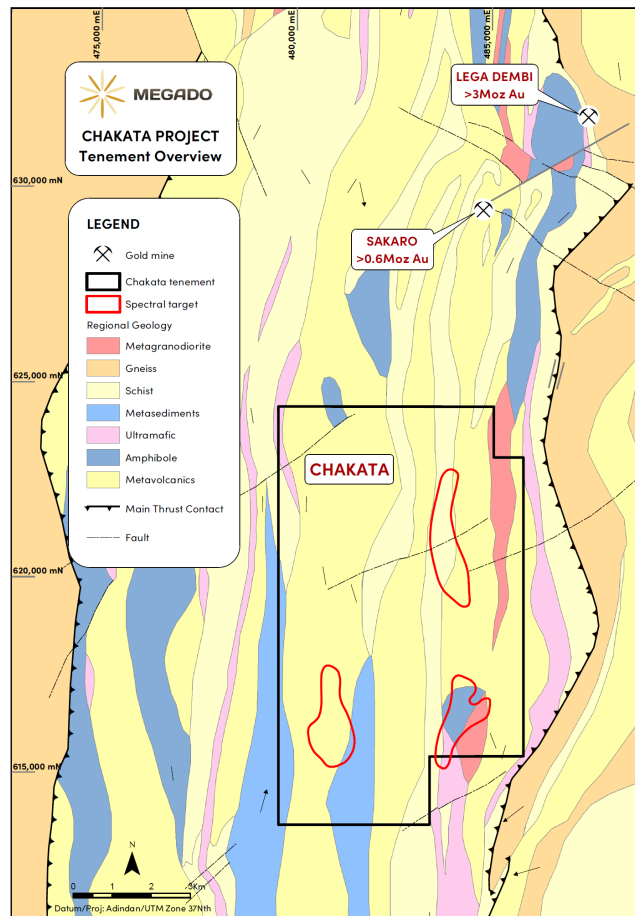 475,000 mE
480,000 mE
485,000 mE
MEGADO
CHAKATA PROJECT
Tenement Overview
LEGA DEMBI
>3Moz Au
630,000 mN
SAKARO
>0.6Moz Au
LEGEND
Gold mine
Chakata tenement
Spectral target
Regional Geology
Metagranodiorite
Gneiss
Schist
Metasediments
Ultramafic
Amphibole
Metavolcanics
Main Thrust Contact
Fault
625,000 mN
CHAKATA
620,000 mN
615,000 mN
N
0 1 2 3Km
Datum/Proj: Adindan/UTM Zone 37Nth